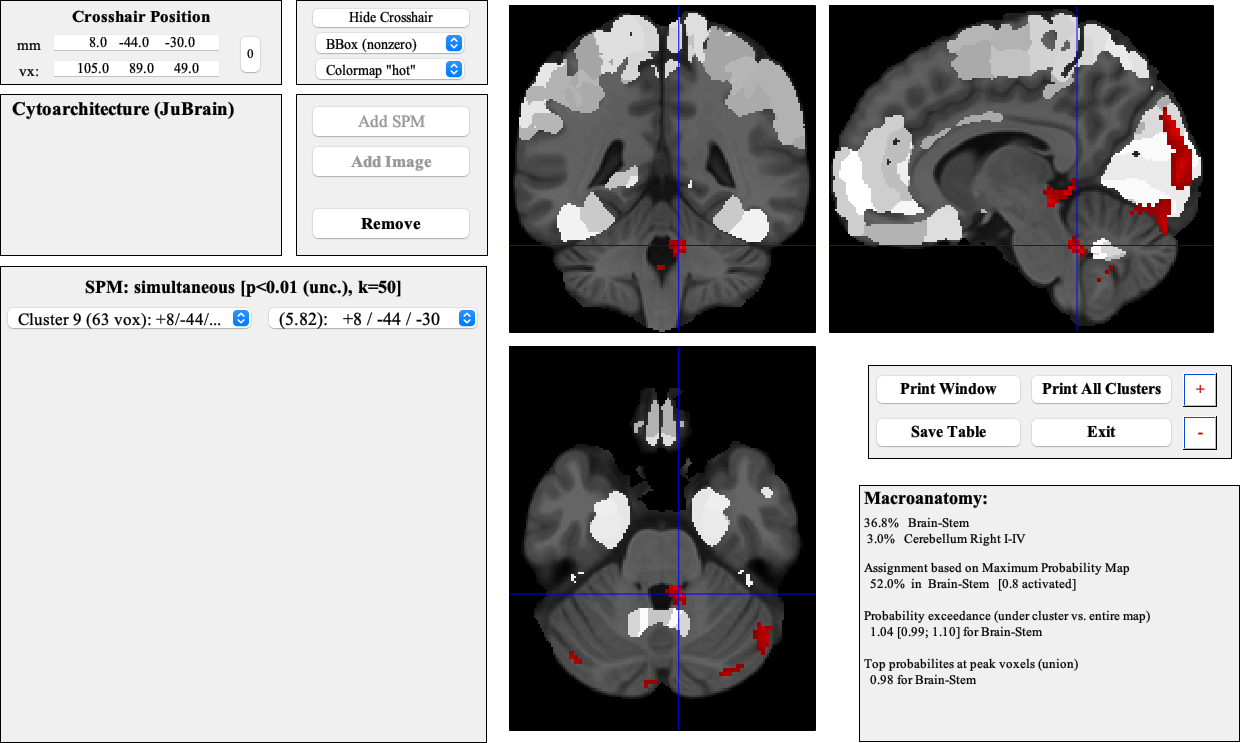 Crosshair Position
mm 8.0 -44.0 -30.0
vx: 105.0 89.0 49.0
0
Hide Crosshair
BBox (nonzero)
Colormap "hot"
Cytoarchitecture (JuBrain)
Add SPM
Add Image
Remove
SPM: simultaneous [p<0.01 (unc.), k=50]
Cluster 9 (63 vox): +8/-44/...
(5.82): +8 / -44 / -30
Print Window
Print All Clusters
+
Save Table
Exit
-
Macroanatomy:
36.8% Brain-Stem
3.0% Cerebellum Right I-IV
Assignment based on Maximum Probability Map
52.0% in Brain-Stem [0.8 activated]
Probability exceedance (under cluster vs. entire map)
1.04 [0.99; 1.10] for Brain-Stem
Top probabilites at peak voxels (union)
0.98 for Brain-Stem